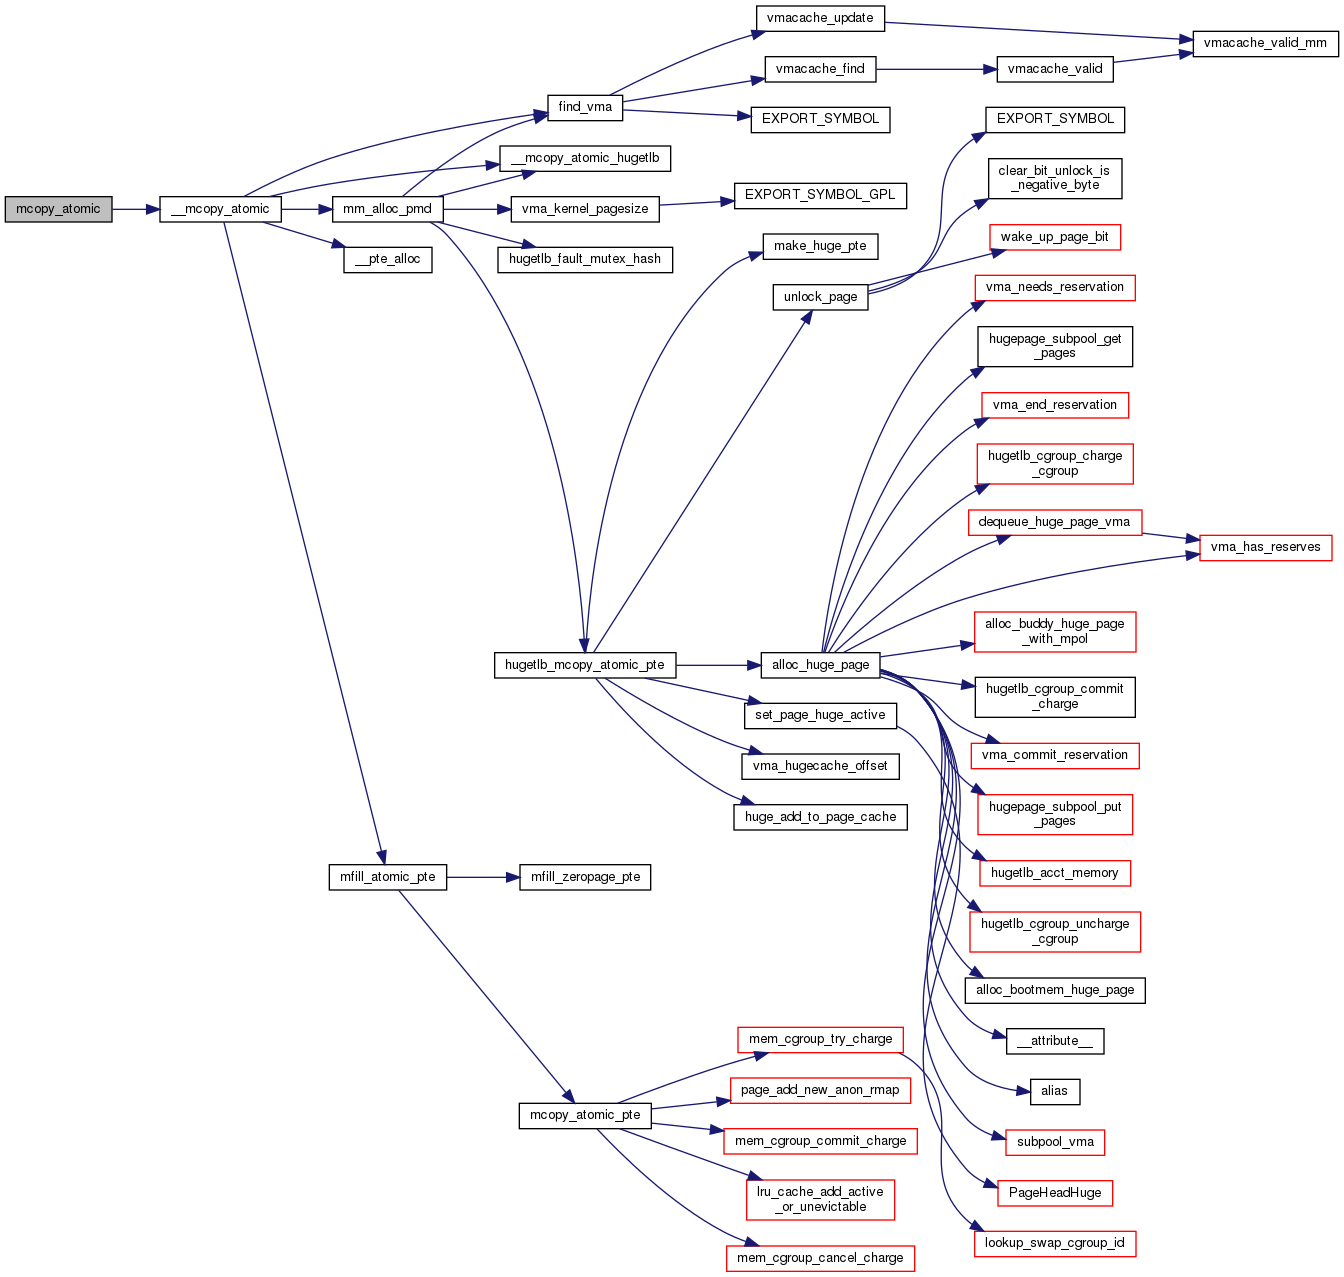 vmacache_update
vmacache_valid_mm
vmacache_find
vmacache_valid
find_vma
EXPORT_SYMBOL
EXPORT_SYMBOL
__mcopy_atomic_hugetlb
clear_bit_unlock_is
_negative_byte
mcopy_atomic
__mcopy_atomic
mm_alloc_pmd
vma_kernel_pagesize
EXPORT_SYMBOL_GPL
wake_up_page_bit
make_huge_pte
__pte_alloc
hugetlb_fault_mutex_hash
unlock_page
vma_needs_reservation
hugepage_subpool_get
_pages
vma_end_reservation
hugetlb_cgroup_charge
_cgroup
dequeue_huge_page_vma
vma_has_reserves
alloc_buddy_huge_page
_with_mpol
hugetlb_mcopy_atomic_pte
alloc_huge_page
hugetlb_cgroup_commit
_charge
set_page_huge_active
vma_commit_reservation
vma_hugecache_offset
hugepage_subpool_put
_pages
huge_add_to_page_cache
mfill_atomic_pte
mfill_zeropage_pte
hugetlb_acct_memory
hugetlb_cgroup_uncharge
_cgroup
alloc_bootmem_huge_page
mem_cgroup_try_charge
__attribute__
page_add_new_anon_rmap
alias
mcopy_atomic_pte
mem_cgroup_commit_charge
subpool_vma
lru_cache_add_active
_or_unevictable
PageHeadHuge
lookup_swap_cgroup_id
mem_cgroup_cancel_charge